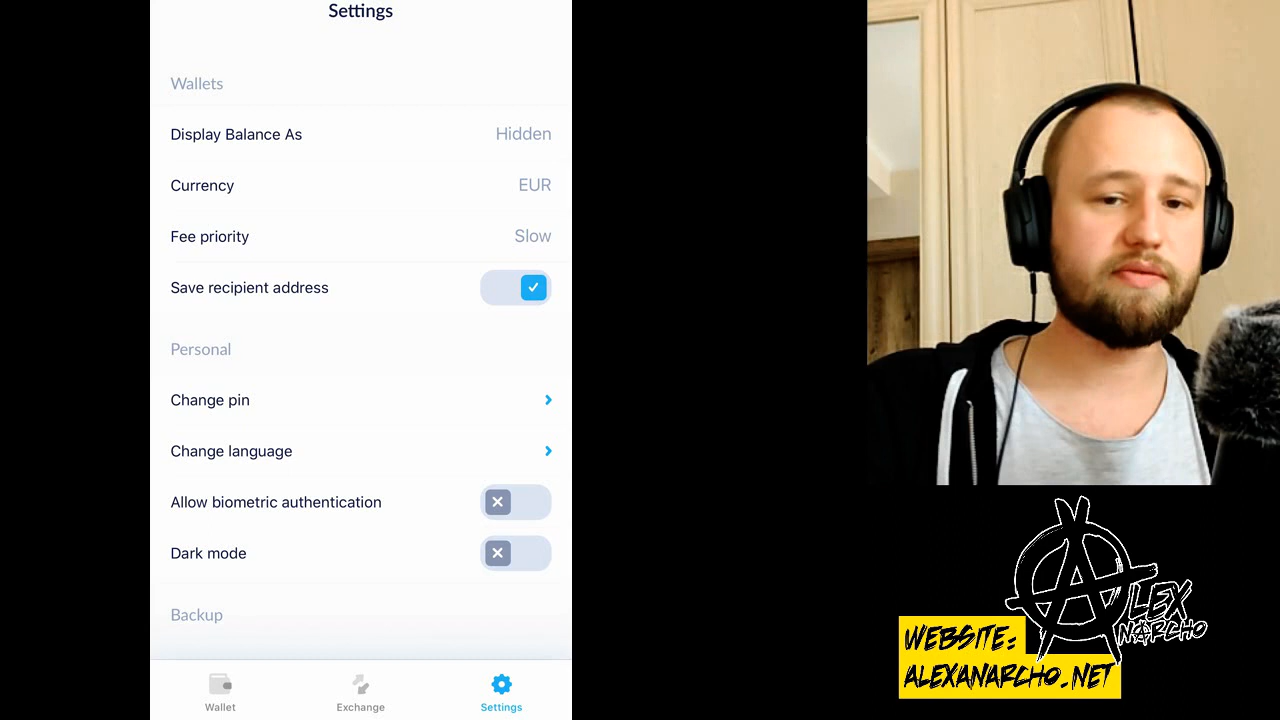 Settings
Wallets
Display Balance As Hidden
Currency EUR
Fee priority Slow
Save recipient address
Personal
Change pin
Change language
Allow biometric authentication
Dark mode
Backup
Wallet Exchange Settings
ALEX
NARCHO
WEBSITE:
ALEXANARCHO.NET